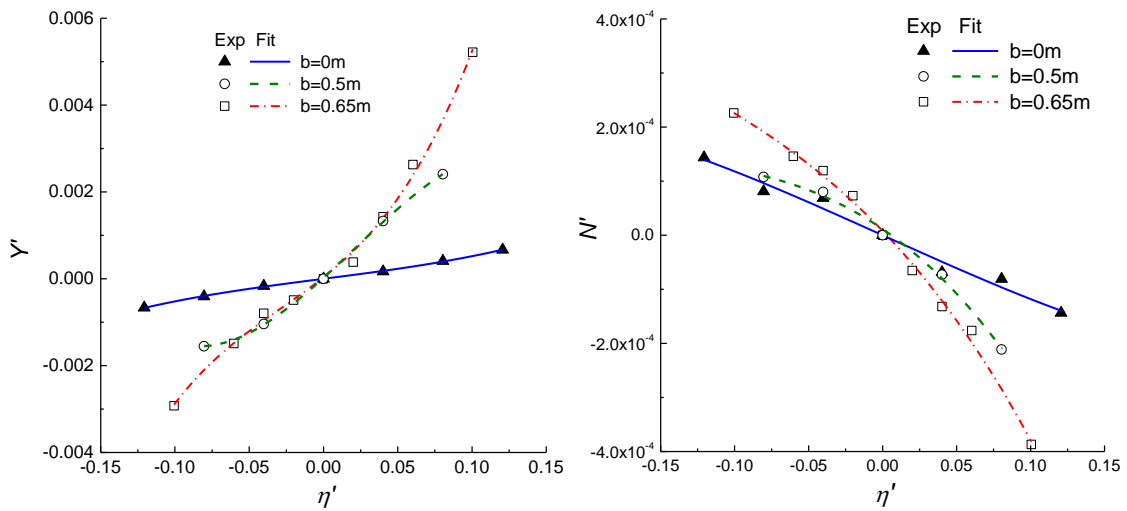 0.006
0.004
0.002
0.000
-0.002
-0.004
Y'
Exp Fit
b=0m
b=0.5m
b=0.65m
-0.15 -0.10 -0.05 0.00 0.05 0.10 0.15
η'
4.0x10⁻⁴
2.0x10⁻⁴
0.0
-2.0x10⁻⁴
-4.0x10⁻⁴
N'
Exp Fit
b=0m
b=0.5m
b=0.65m
-0.15 -0.10 -0.05 0.00 0.05 0.10 0.15
η'